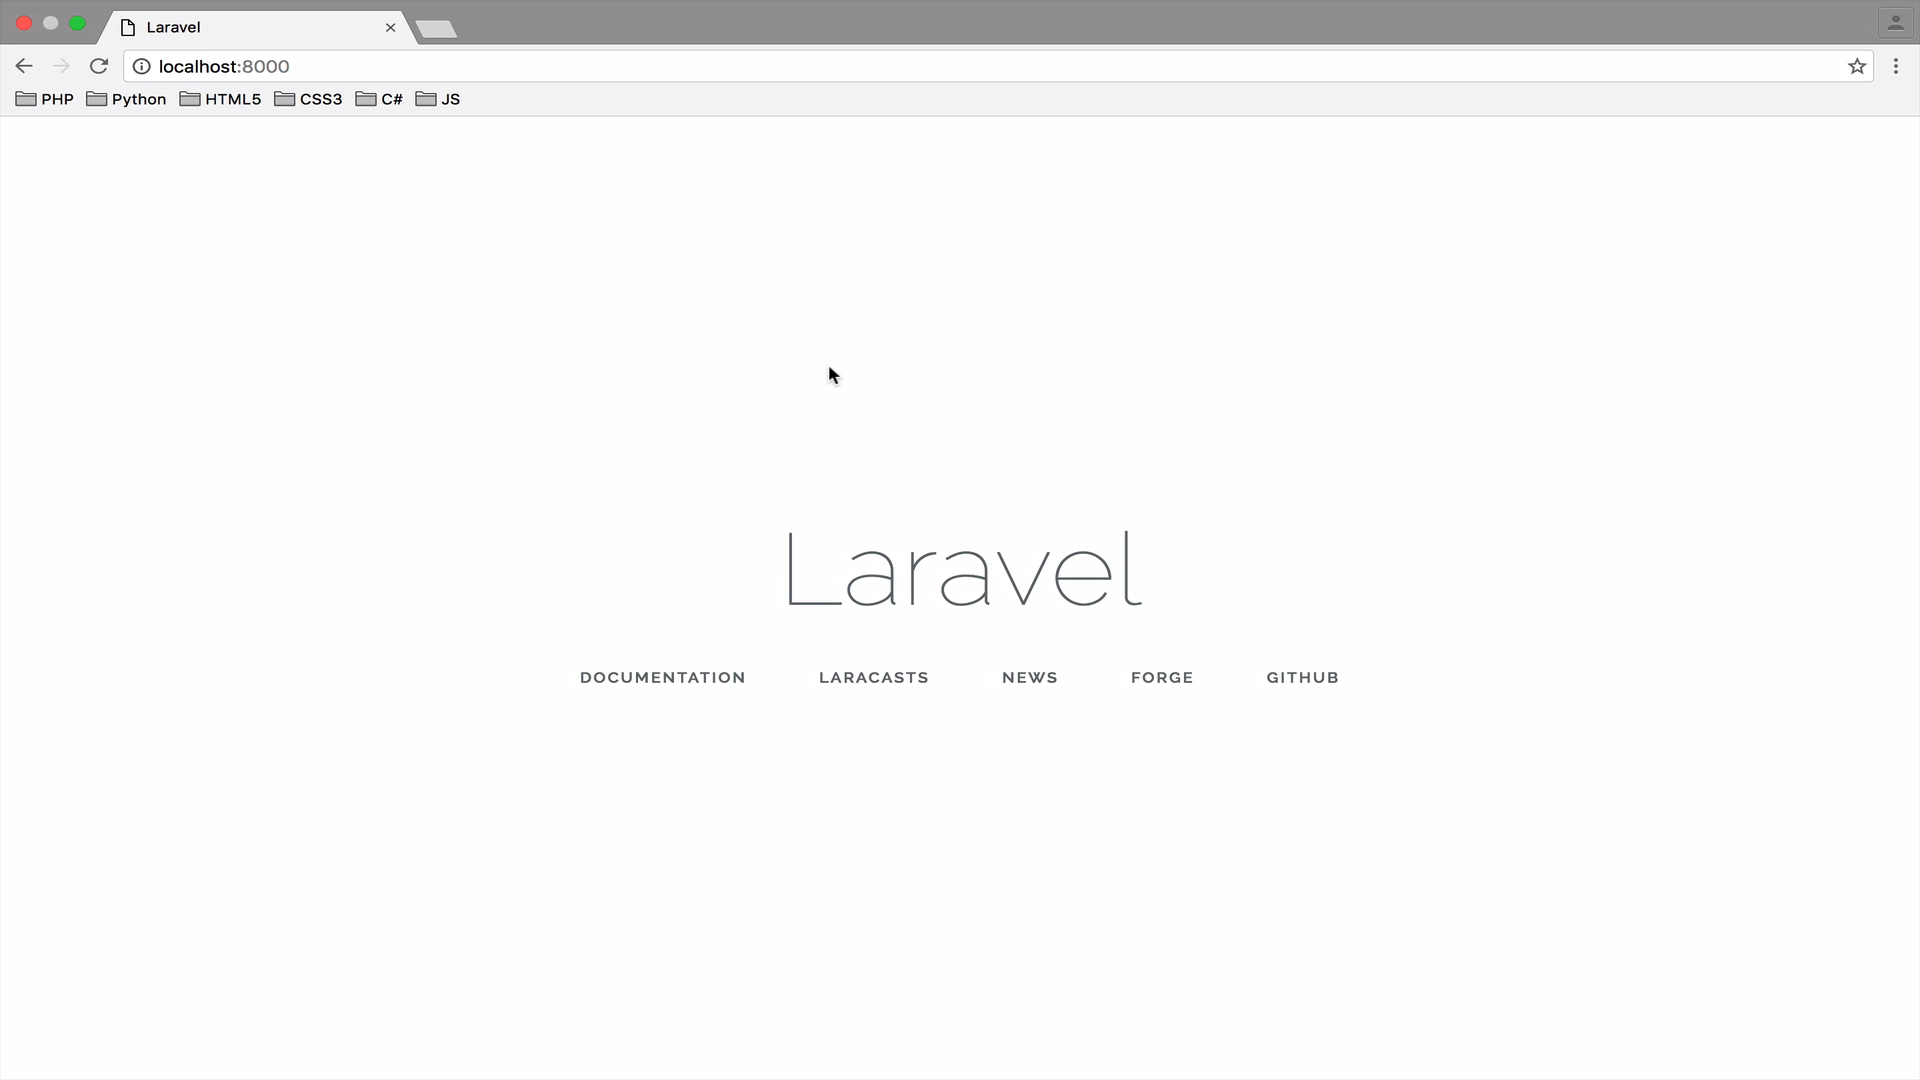 Laravel
localhost:8000
PHP Python HTML5 CSS3 C# JS
Laravel
DOCUMENTATION LARACASTS NEWS FORGE GITHUB